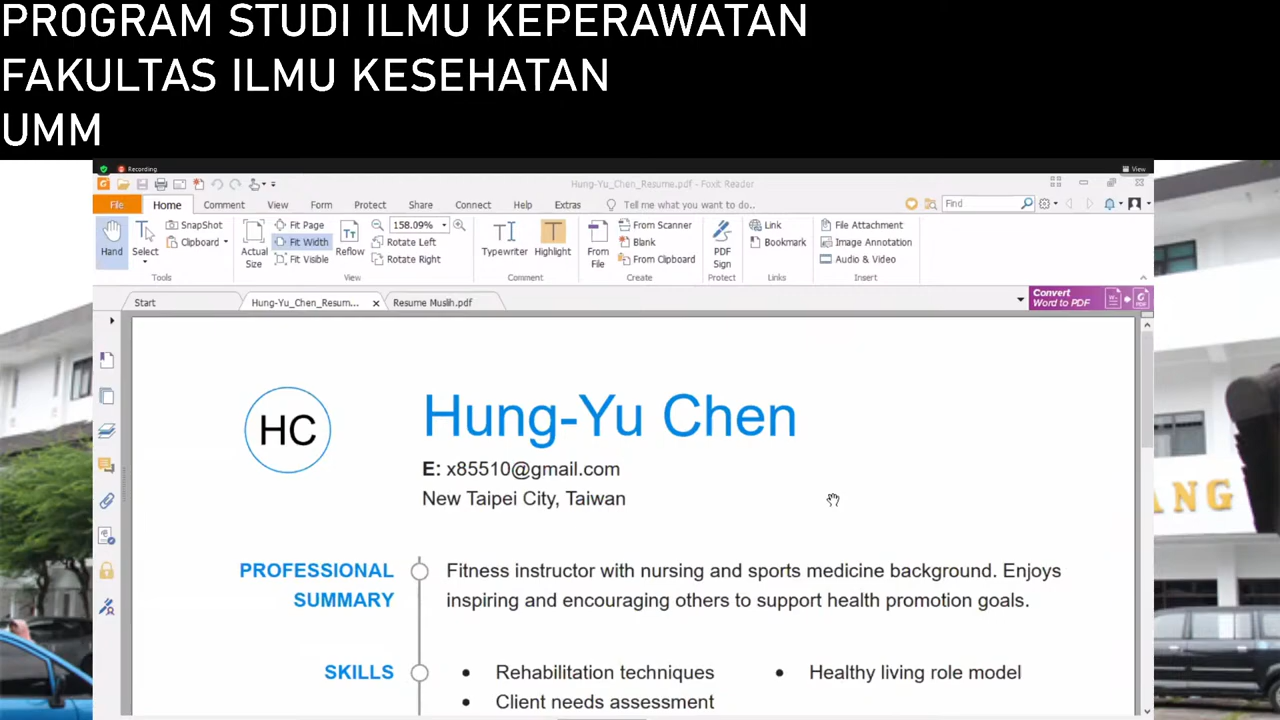 PROGRAM STUDI ILMU KEPERAWATAN
FAKULTAS ILMU KESEHATAN
UMM
Recording
View
Hung-Yu_Chen_Resume.pdf - Foxit Reader
File Home Comment View Form Protect Share Connect Help Extras Tell me what you want to do.. Find
Hand
Select
SnapShot
Clipboard
Tools
Actual Size
Fit Page
Fit Width
Fit Visible
Reflow
158.09%
Rotate Left
Rotate Right
View
Typewriter
Highlight
Comment
From File
From Scanner
Blank
From Clipboard
Create
PDF Sign
Protect
Link
Bookmark
Links
File Attachment
Image Annotation
Audio & Video
Insert
Start
Hung-Yu_Chen_Resum...
Resume Muslih.pdf
Convert
Word to PDF
HC
Hung-Yu Chen
E: x85510@gmail.com
New Taipei City, Taiwan
PROFESSIONAL SUMMARY
Fitness instructor with nursing and sports medicine background. Enjoys
inspiring and encouraging others to support health promotion goals.
SKILLS
• Rehabilitation techniques
• Client needs assessment
• Healthy living role model
ANG